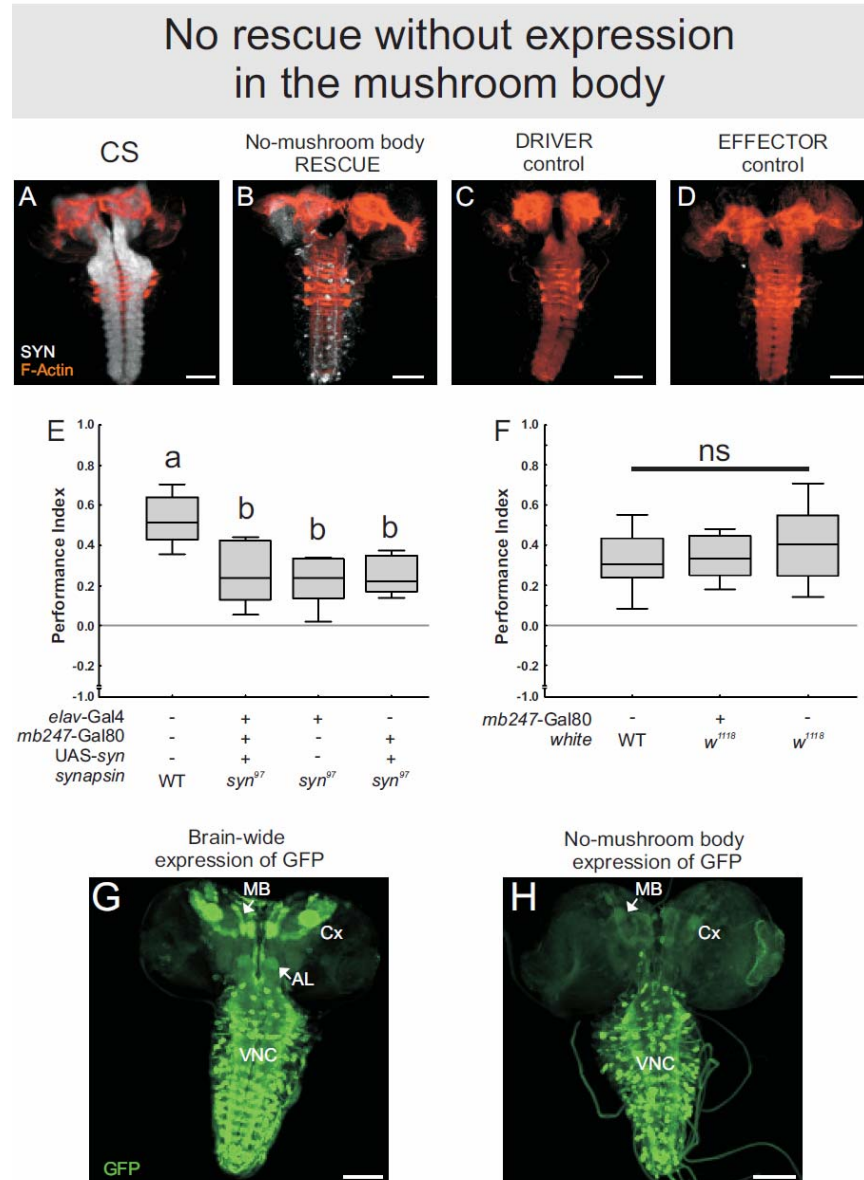 No rescue without expression
in the mushroom body
CS
No-mushroom body
RESCUE
DRIVER
control
EFFECTOR
control
A
B
C
D
SYN
F-Actin
E
F
1.0
0.8
0.6
0.4
0.2
0.0
-0.2
-1.0
Performance Index
a
b
b
b
elav-Gal4 - + + -
mb247-Gal80 - + - +
UAS-syn - + - +
synapsin WT syn97 syn97 syn97
1.0
0.8
0.6
0.4
0.2
0.0
-0.2
-1.0
Performance Index
ns
mb247-Gal80 - + -
white WT w1118 w1118
Brain-wide
expression of GFP
No-mushroom body
expression of GFP
G
MB
Cx
AL
VNC
GFP
H
MB
Cx
VNC